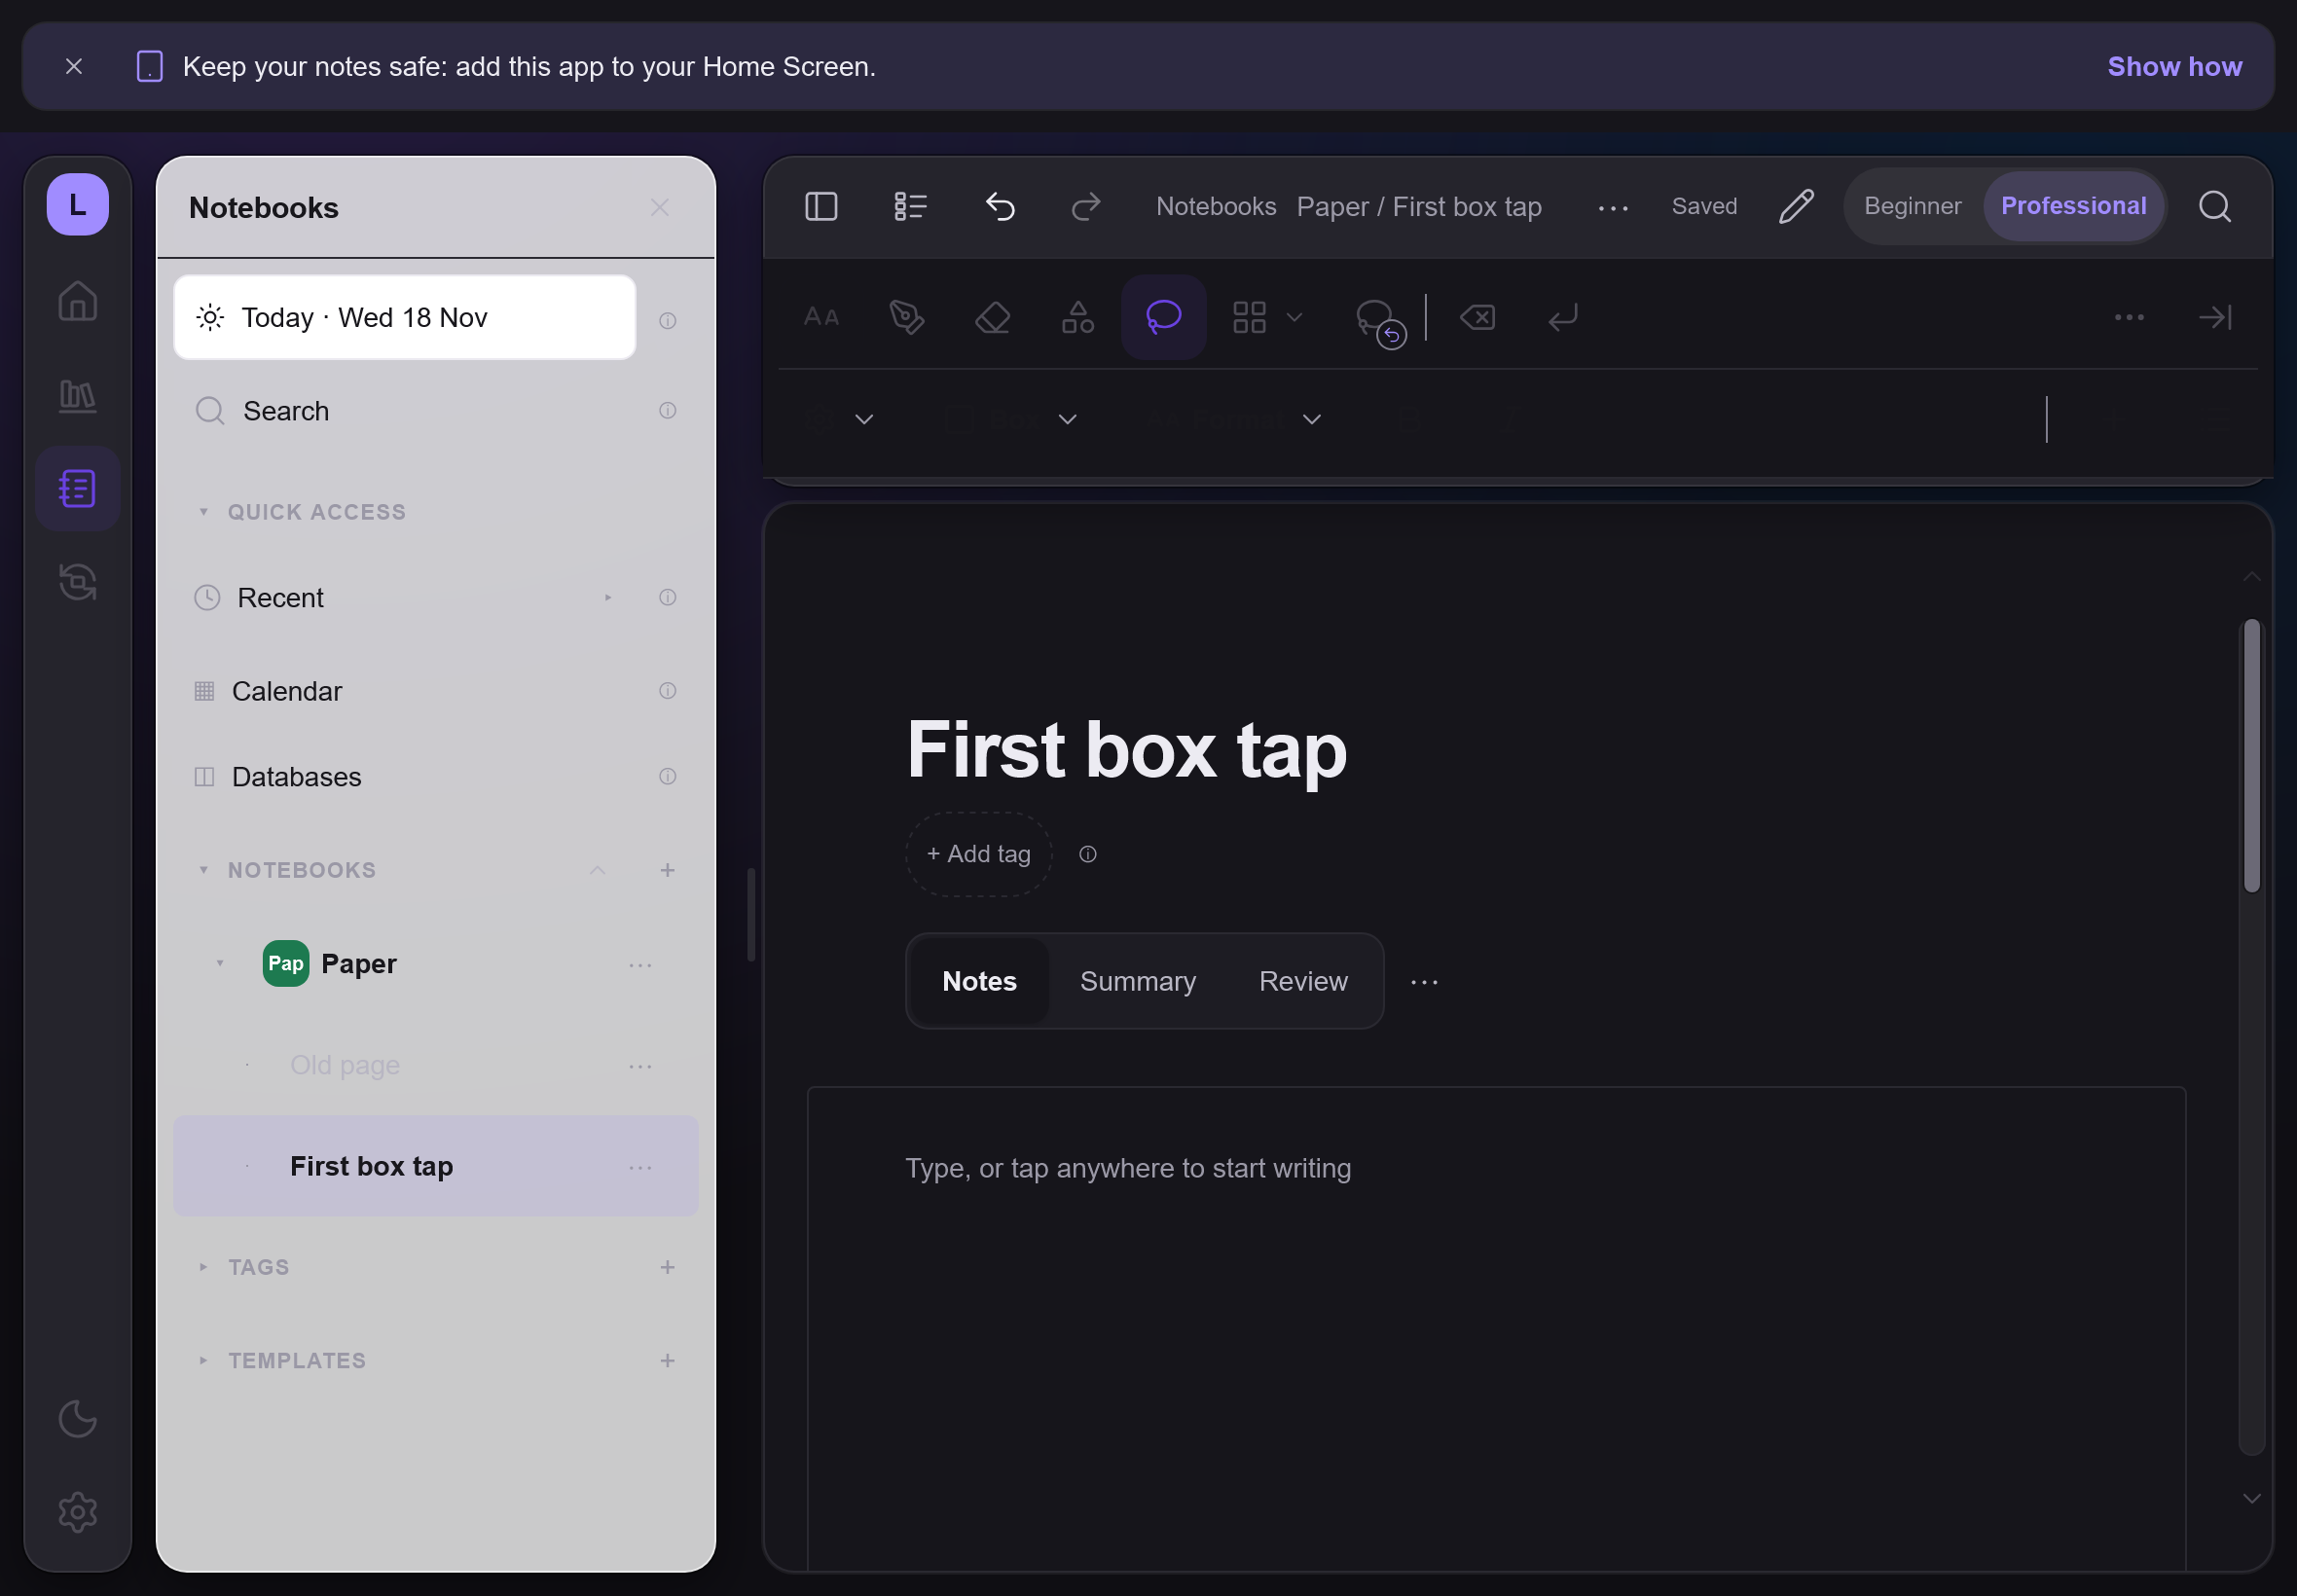 Keep your notes safe: add this app to your Home Screen.
Show how
L
Notebooks
Today · Wed 18 Nov
Search
QUICK ACCESS
Recent
Calendar
Databases
NOTEBOOKS
Pap Paper
Old page
First box tap
TAGS
TEMPLATES
Notebooks Paper / First box tap
Saved
Beginner
Professional
AA
Box
Format
First box tap
+ Add tag
Notes
Summary
Review
Type, or tap anywhere to start writing